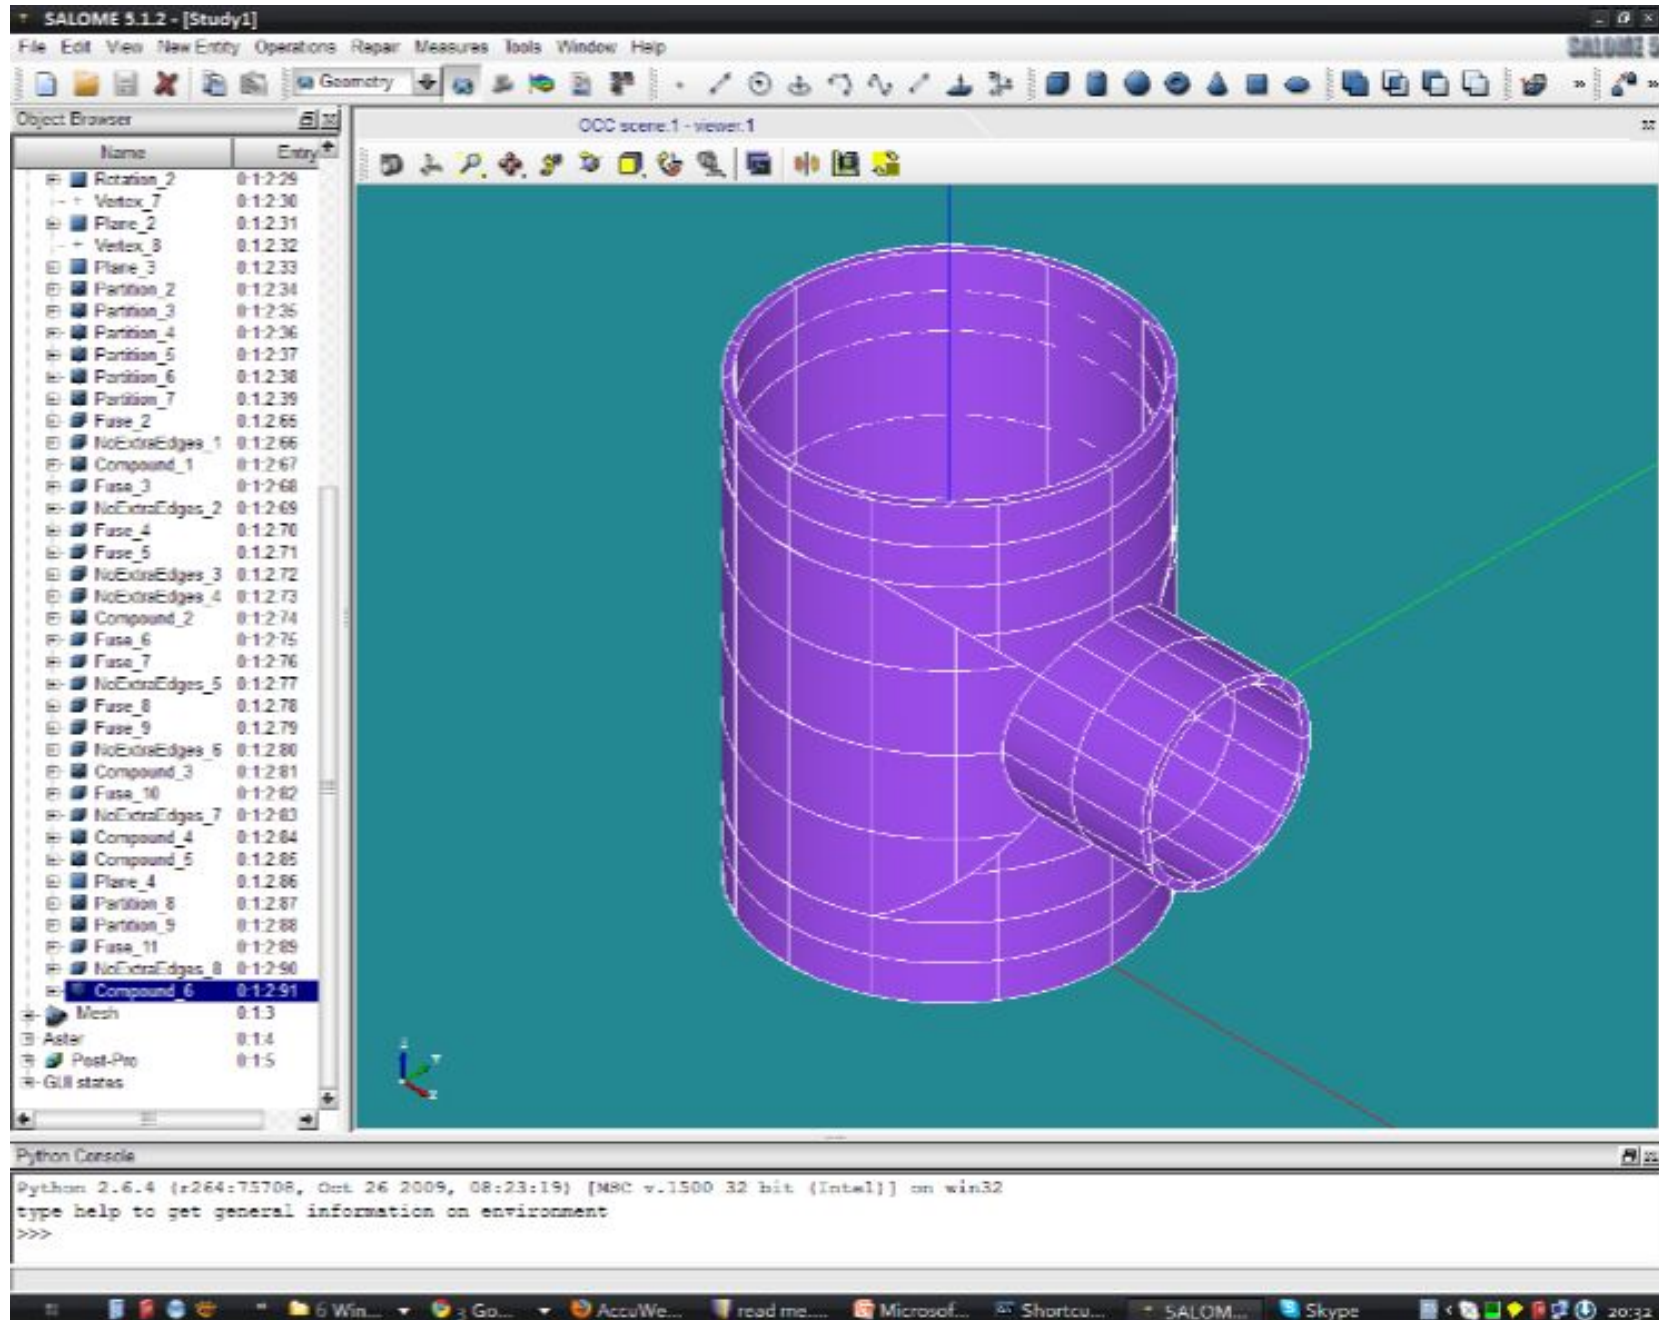 SALOME 5.1.2 - [Study1]
File Edit View New Entity Operations Repair Measures Tools Window Help
SALOME 5
Geometry
Object Browser
OCC scene:1 - viewer:1
Name Entry
Rotation_2 0:1:2:29
Vertex_7 0:1:2:30
Plane_2 0:1:2:31
Vertex_8 0:1:2:32
Plane_3 0:1:2:33
Partition_2 0:1:2:34
Partition_3 0:1:2:35
Partition_4 0:1:2:36
Partition_5 0:1:2:37
Partition_6 0:1:2:38
Partition_7 0:1:2:39
Fuse_2 0:1:2:65
NoExtraEdges_1 0:1:2:66
Compound_1 0:1:2:67
Fuse_3 0:1:2:68
NoExtraEdges_2 0:1:2:69
Fuse_4 0:1:2:70
Fuse_5 0:1:2:71
NoExtraEdges_3 0:1:2:72
NoExtraEdges_4 0:1:2:73
Compound_2 0:1:2:74
Fuse_6 0:1:2:75
Fuse_7 0:1:2:76
NoExtraEdges_5 0:1:2:77
Fuse_8 0:1:2:78
Fuse_9 0:1:2:79
NoExtraEdges_6 0:1:2:80
Compound_3 0:1:2:81
Fuse_10 0:1:2:82
NoExtraEdges_7 0:1:2:83
Compound_4 0:1:2:84
Compound_5 0:1:2:85
Plane_4 0:1:2:86
Partition_8 0:1:2:87
Partition_9 0:1:2:88
Fuse_11 0:1:2:89
NoExtraEdges_8 0:1:2:90
Compound_6 0:1:2:91
Mesh 0:1:3
Aster 0:1:4
Post-Pro 0:1:5
GUI states
Python Console
Python 2.6.4 (r264:75708, Oct 26 2009, 08:23:19) [MSC v.1500 32 bit (Intel)] on win32
type help to get general information on environment
>>>
6 Win... 3 Go... AccuWe... read me.... Microsof... Shortcu... SALOM... Skype 20:32